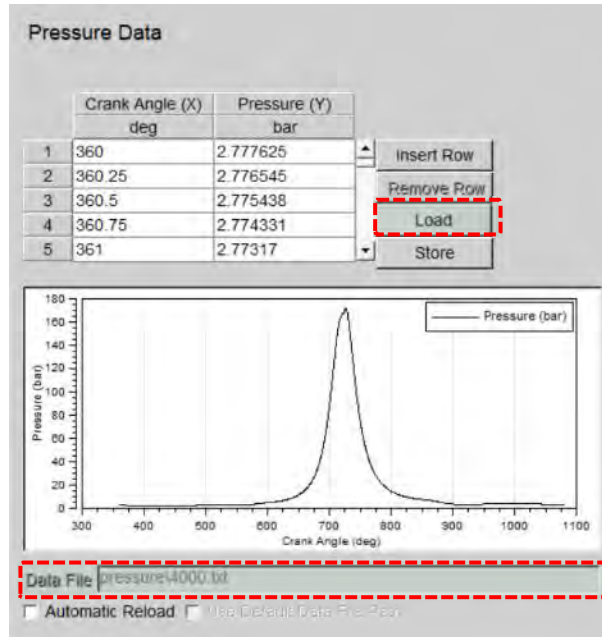 Pressure Data
Crank Angle (X) Pressure (Y)
deg bar
1 360 2.777625 Insert Row
2 360.25 2.776545 Remove Row
3 360.5 2.775438
4 360.75 2.774331 Load
5 361 2.77317 Store
180
160
140
120
100
80
60
40
20
0
Pressure (bar)
Pressure (bar)
300 400 500 600 700 800 900 1000 1100
Crank Angle (deg)
Data File pressure\4000.txt
Automatic Reload Use Default Data File Path